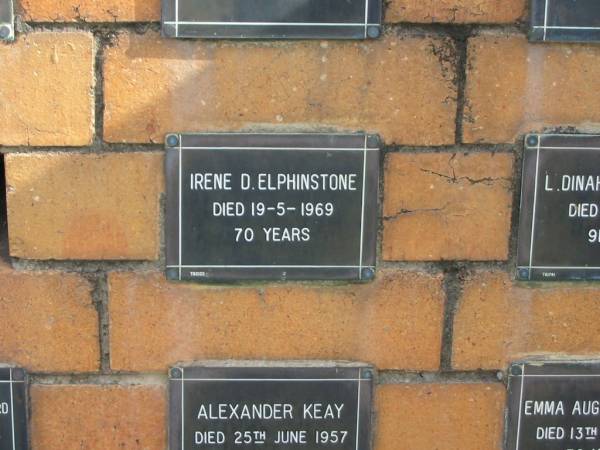 IRENE D. ELPHINSTONE
DIED 19-5-1969
70 YEARS
L. DINAH
DIED
ALEXANDER KEAY
DIED 25TH JUNE 1957
EMMA AUG
DIED 13TH